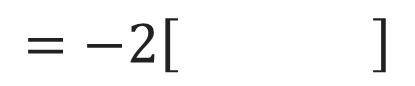 = −2[ ]